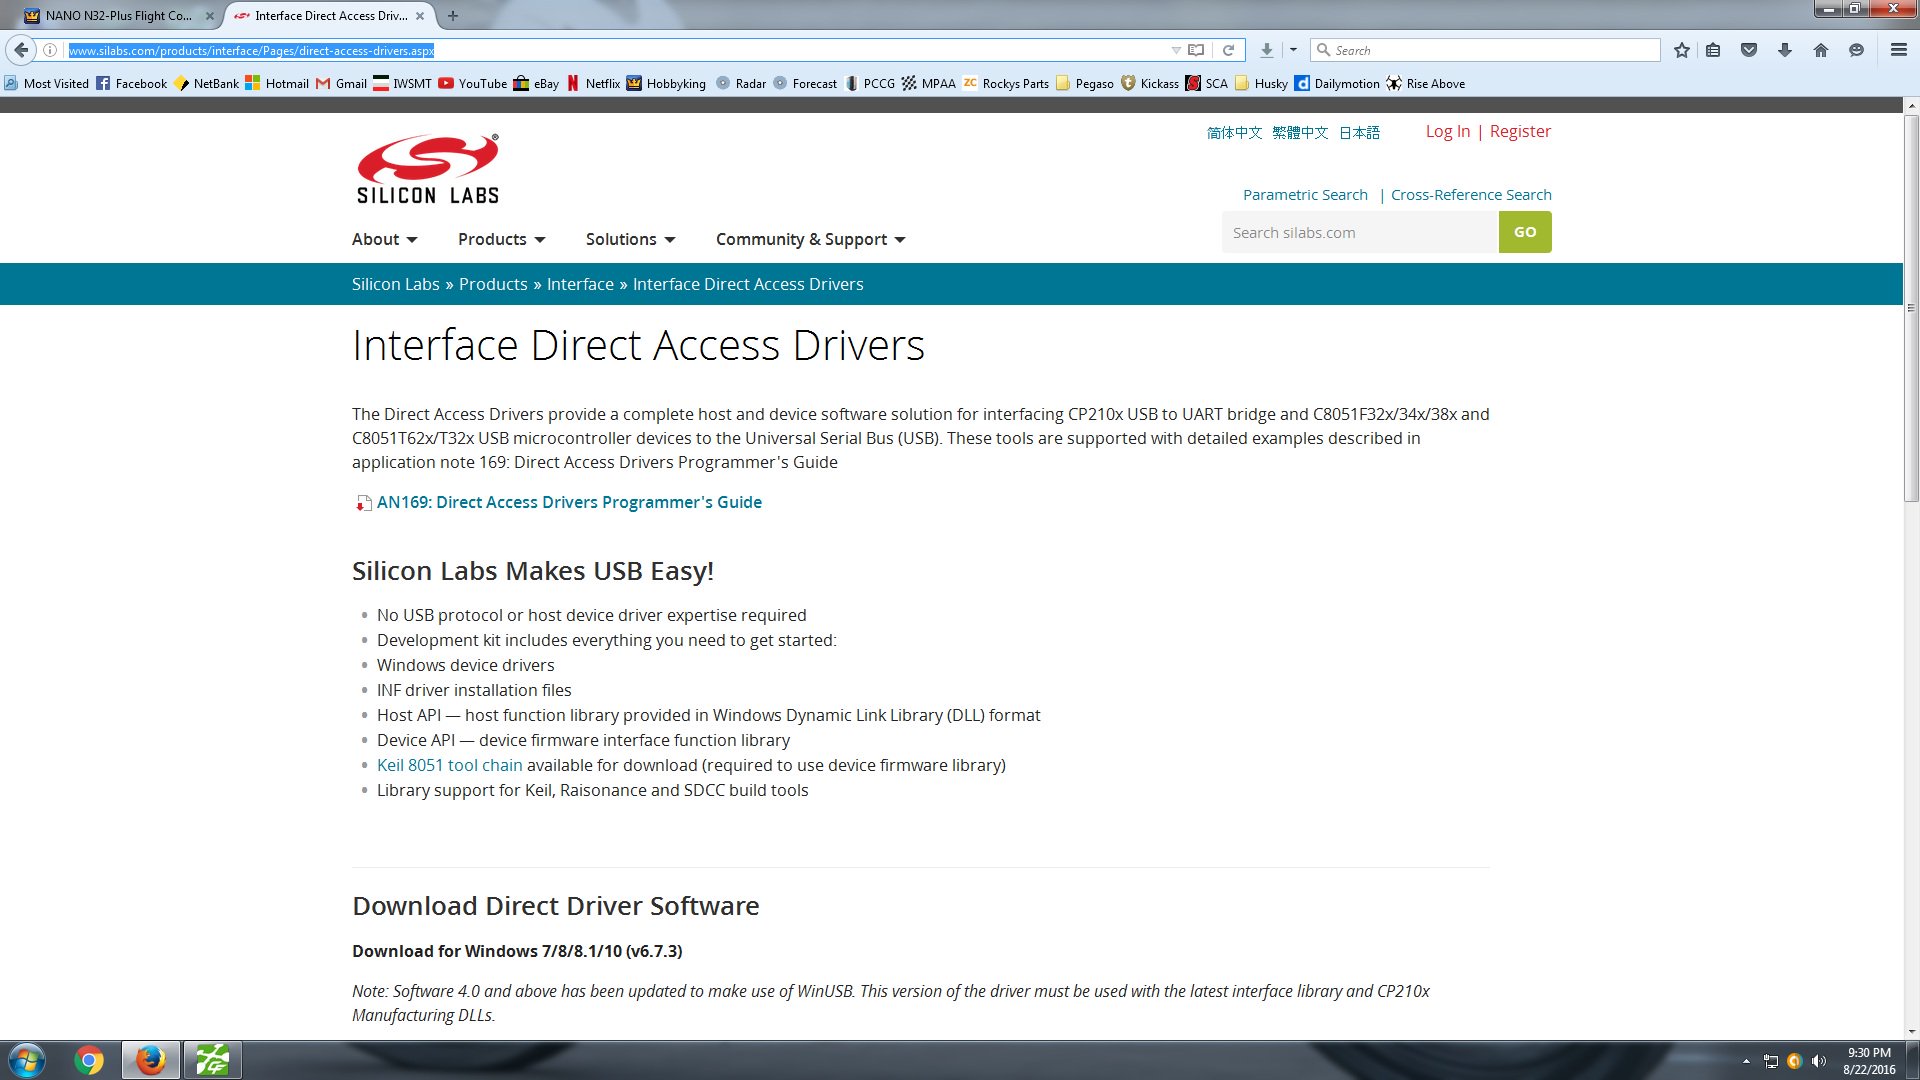 NANO N32-Plus Flight Co...
Interface Direct Access Driv...
www.silabs.com/products/interface/Pages/direct-access-drivers.aspx
Search
Most Visited Facebook NetBank Hotmail Gmail IWSMT YouTube eBay Netflix Hobbyking Radar Forecast PCCG MPAA ZC Rockys Parts Pegaso Kickass SCA Husky Dailymotion Rise Above
简体中文 繁體中文 日本語 Log In | Register
SILICON LABS
Parametric Search | Cross-Reference Search
Search silabs.com GO
About Products Solutions Community & Support
Silicon Labs » Products » Interface » Interface Direct Access Drivers
Interface Direct Access Drivers
The Direct Access Drivers provide a complete host and device software solution for interfacing CP210x USB to UART bridge and C8051F32x/34x/38x and
C8051T62x/T32x USB microcontroller devices to the Universal Serial Bus (USB). These tools are supported with detailed examples described in
application note 169: Direct Access Drivers Programmer's Guide
AN169: Direct Access Drivers Programmer's Guide
Silicon Labs Makes USB Easy!
No USB protocol or host device driver expertise required
Development kit includes everything you need to get started:
Windows device drivers
INF driver installation files
Host API — host function library provided in Windows Dynamic Link Library (DLL) format
Device API — device firmware interface function library
Keil 8051 tool chain available for download (required to use device firmware library)
Library support for Keil, Raisonance and SDCC build tools
Download Direct Driver Software
Download for Windows 7/8/8.1/10 (v6.7.3)
Note: Software 4.0 and above has been updated to make use of WinUSB. This version of the driver must be used with the latest interface library and CP210x
Manufacturing DLLs.
CF
9:30 PM
8/22/2016